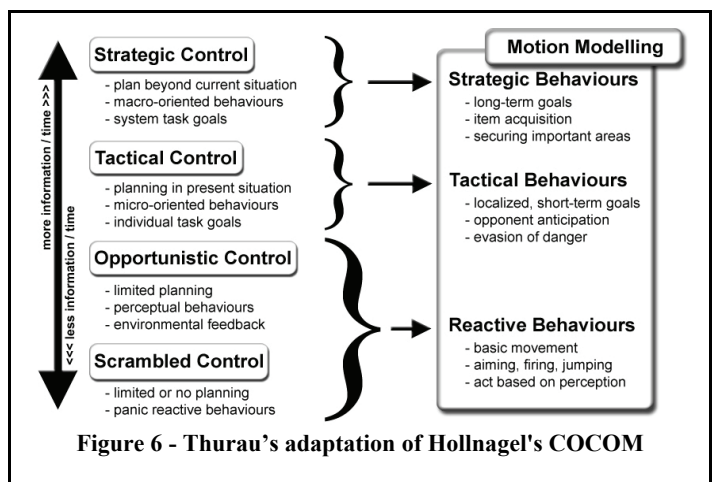 more information / time >>>
<<< less information / time
Strategic Control
- plan beyond current situation
- macro-oriented behaviours
- system task goals
Tactical Control
- planning in present situation
- micro-oriented behaviours
- individual task goals
Opportunistic Control
- limited planning
- perceptual behaviours
- environmental feedback
Scrambled Control
- limited or no planning
- panic reactive behaviours
Motion Modelling
Strategic Behaviours
- long-term goals
- item acquisition
- securing important areas
Tactical Behaviours
- localized, short-term goals
- opponent anticipation
- evasion of danger
Reactive Behaviours
- basic movement
- aiming, firing, jumping
- act based on perception
Figure 6 - Thurau's adaptation of Hollnagel's COCOM